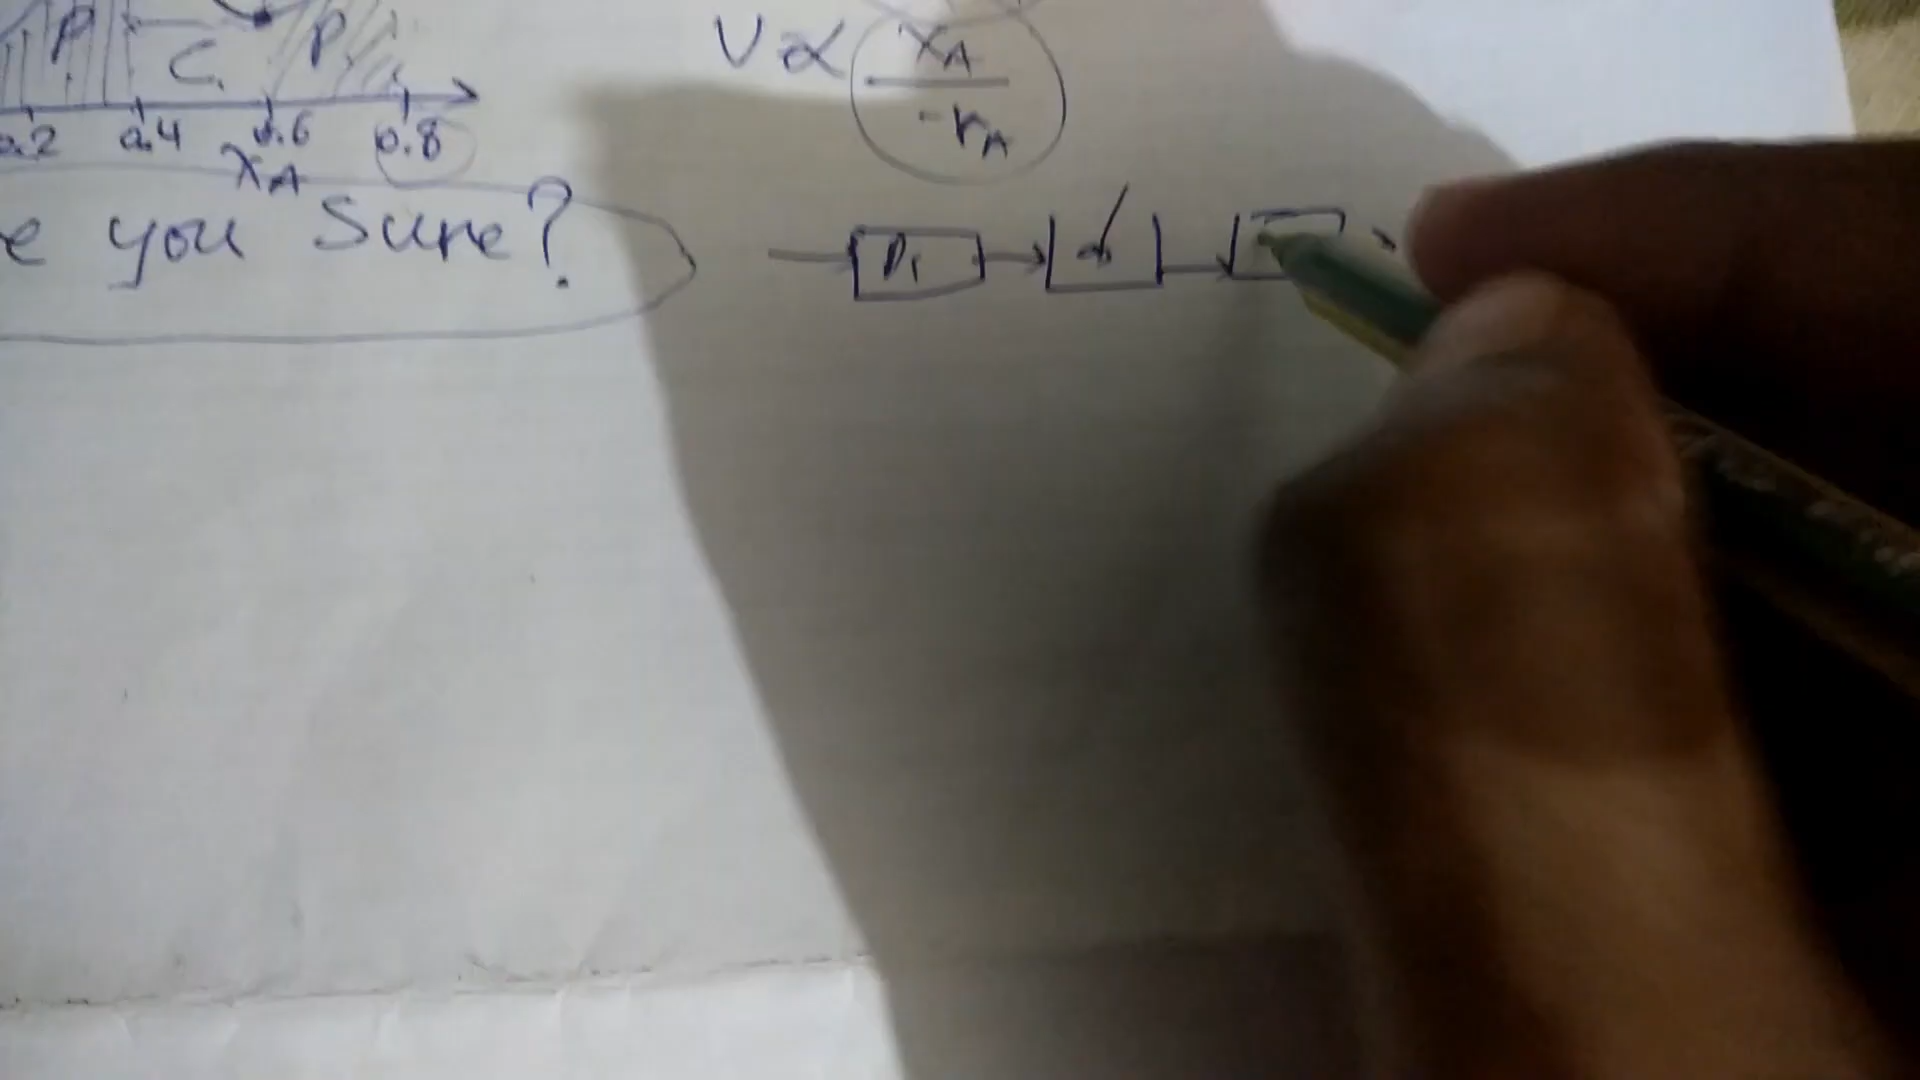 P C. P
0.2 0.4 0.6 0.8
XA
e you Sure?
V ∝ XA / -rA
P1